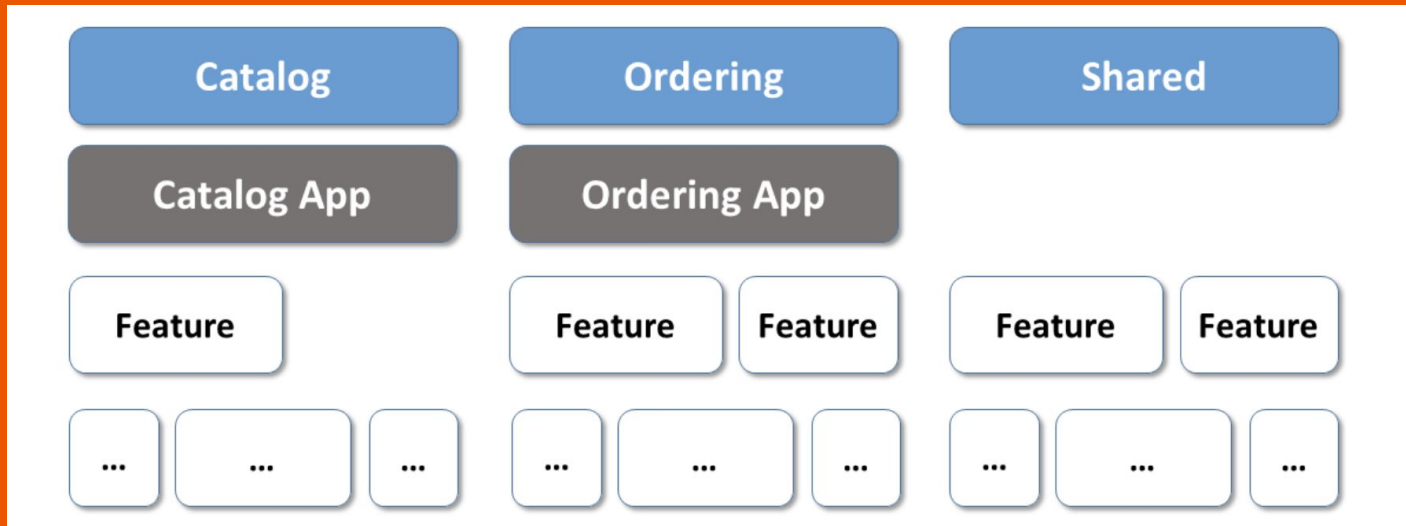 Catalog Ordering Shared
Catalog App Ordering App
Feature Feature Feature Feature Feature
... ... ... ... ... ... ... ... ...